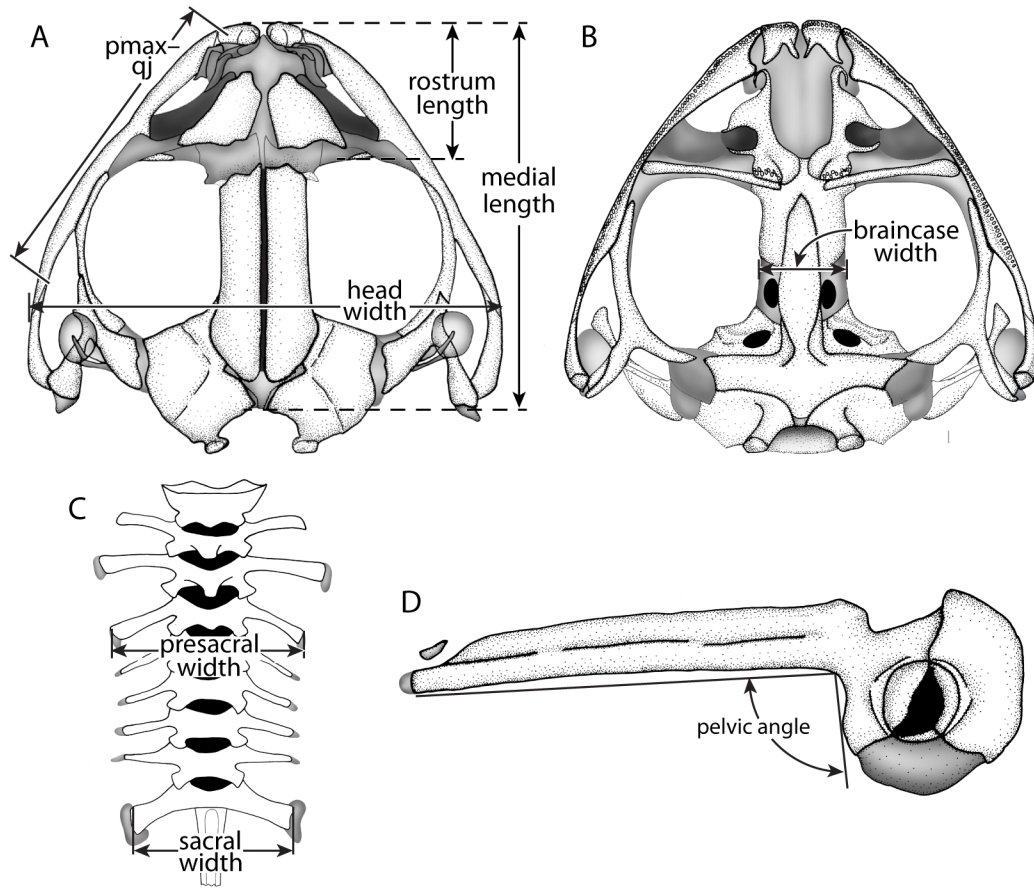 A
pmax–
qj
rostrum
length
medial
length
head
width
B
braincase
width
C
presacral
width
sacral
width
D
pelvic angle